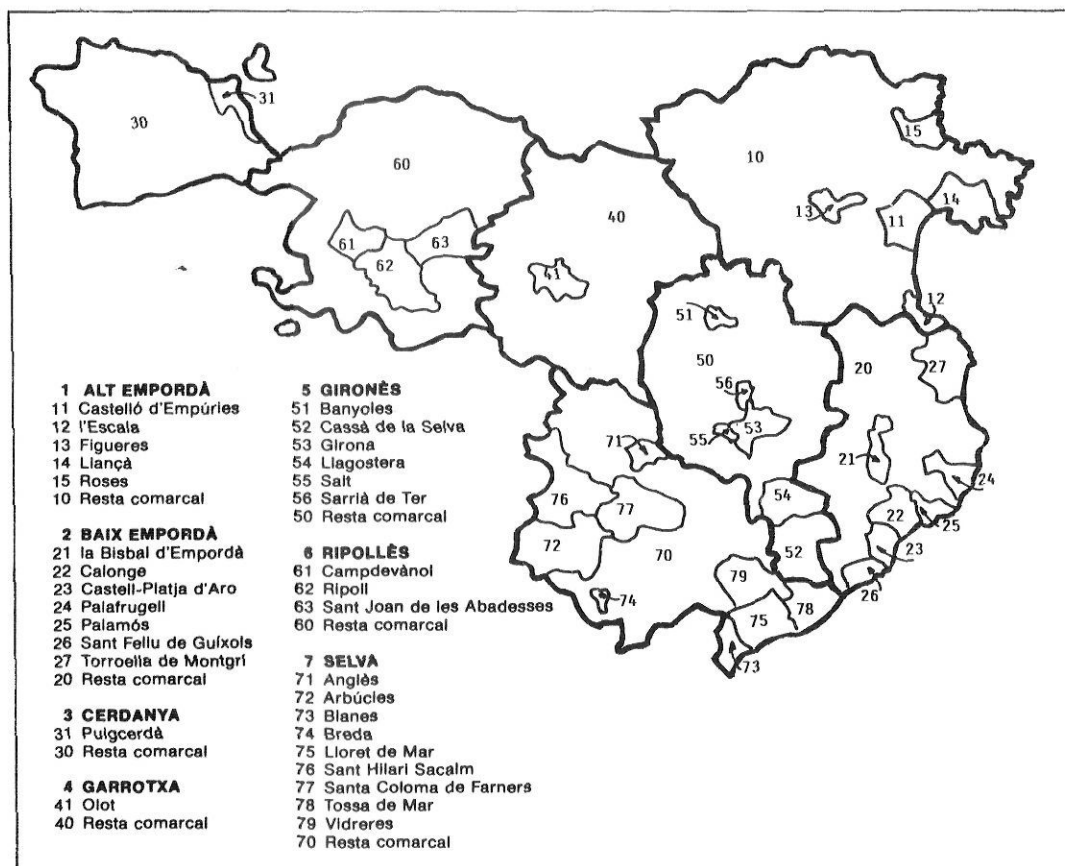 31
30
15
60
10
14
13
11
40
63
61
62
41
12
51
27
50
20
56
53
55
71
21
24
54
76
77
22
25
23
72
70
52
79
26
74
78
75
73
1 ALT EMPORDÀ
11 Castelló d'Empúries
12 l'Escala
13 Figueres
14 Llançà
15 Roses
10 Resta comarcal
2 BAIX EMPORDÀ
21 la Bisbal d'Empordà
22 Calonge
23 Castell-Platja d'Aro
24 Palafrugell
25 Palamós
26 Sant Feliu de Guíxols
27 Torroella de Montgrí
20 Resta comarcal
3 CERDANYA
31 Puigcerdà
30 Resta comarcal
4 GARROTXA
41 Olot
40 Resta comarcal
5 GIRONÈS
51 Banyoles
52 Cassà de la Selva
53 Girona
54 Llagostera
55 Salt
56 Sarrià de Ter
50 Resta comarcal
6 RIPOLLÈS
61 Campdevànol
62 Ripoll
63 Sant Joan de les Abadesses
60 Resta comarcal
7 SELVA
71 Anglès
72 Arbúcies
73 Blanes
74 Breda
75 Lloret de Mar
76 Sant Hilari Sacalm
77 Santa Coloma de Farners
78 Tossa de Mar
79 Vidreres
70 Resta comarcal